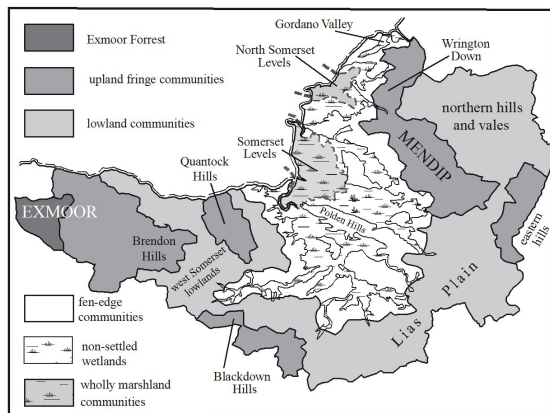 Gordano Valley
North Somerset
Levels
Wrington
Down
Exmoor Forrest
upland fringe communities
lowland communities
northern hills
and vales
MENDIP
Somerset
Levels
Quantock
Hills
EXMOOR
Brendon
Hills
Polden Hills
eastern
hills
west Somerset
lowlands
Lias Plain
fen-edge
communities
non-settled
wetlands
wholly marshland
communities
Blackdown
Hills